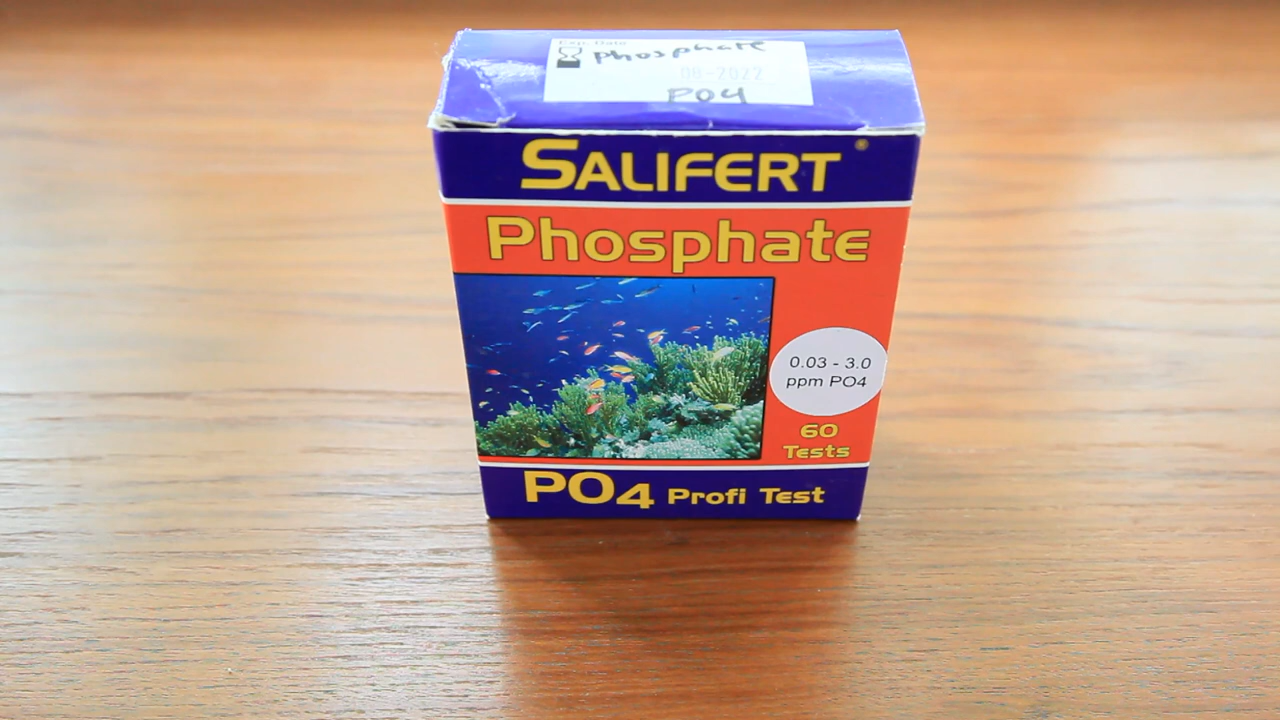 Exp. Date
Phosphate
08-2022
PO4
SALIFERT®
Phosphate
0.03 - 3.0
ppm PO4
60
Tests
PO4 Profi Test